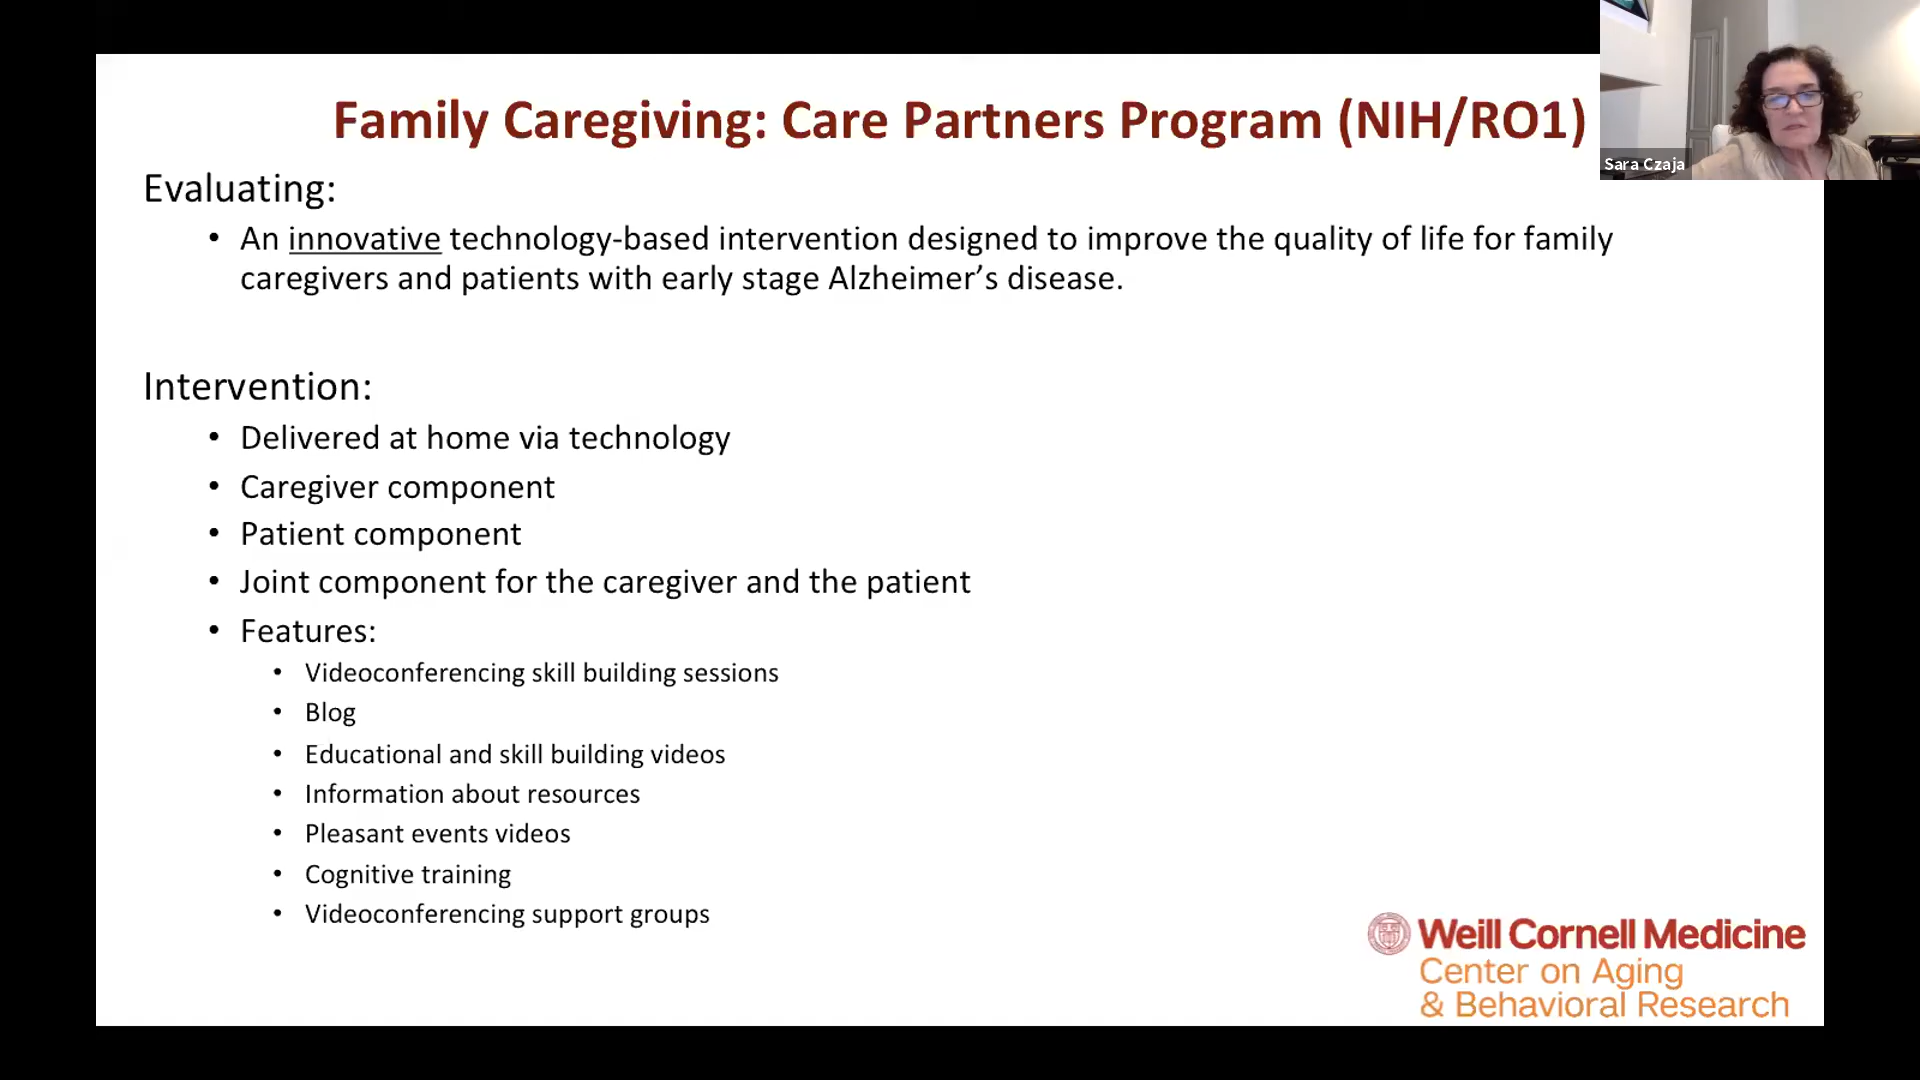 Family Caregiving: Care Partners Program (NIH/RO1)
Sara Czaja
Evaluating:
• An innovative technology-based intervention designed to improve the quality of life for family
caregivers and patients with early stage Alzheimer’s disease.
Intervention:
• Delivered at home via technology
• Caregiver component
• Patient component
• Joint component for the caregiver and the patient
• Features:
• Videoconferencing skill building sessions
• Blog
• Educational and skill building videos
• Information about resources
• Pleasant events videos
• Cognitive training
• Videoconferencing support groups
Weill Cornell Medicine
Center on Aging
& Behavioral Research